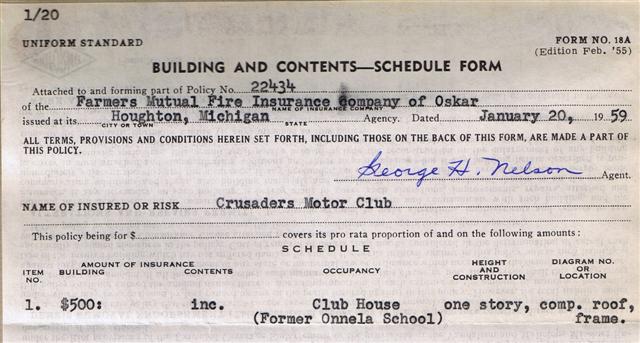 1/20
UNIFORM STANDARD
FORM NO. 18A
(Edition Feb. '55)
BUILDING AND CONTENTS—SCHEDULE FORM
Attached to and forming part of Policy No. 22434
of the Farmers Mutual Fire Insurance Company of Oskar
NAME OF INSURANCE COMPANY
issued at its Houghton, Michigan Agency. Dated January 20, 1959
CITY OR TOWN STATE
ALL TERMS, PROVISIONS AND CONDITIONS HEREIN SET FORTH, INCLUDING THOSE ON THE BACK OF THIS FORM, ARE MADE A PART OF
THIS POLICY.
George H. Nelson Agent.
NAME OF INSURED OR RISK Crusaders Motor Club
This policy being for $ covers its pro rata proportion of and on the following amounts:
SCHEDULE
ITEM NO.
AMOUNT OF INSURANCE
BUILDING CONTENTS
OCCUPANCY
HEIGHT AND CONSTRUCTION
DIAGRAM NO. OR LOCATION
1. $500: inc. Club House one story, comp. roof,
(Former Onnela School) frame.